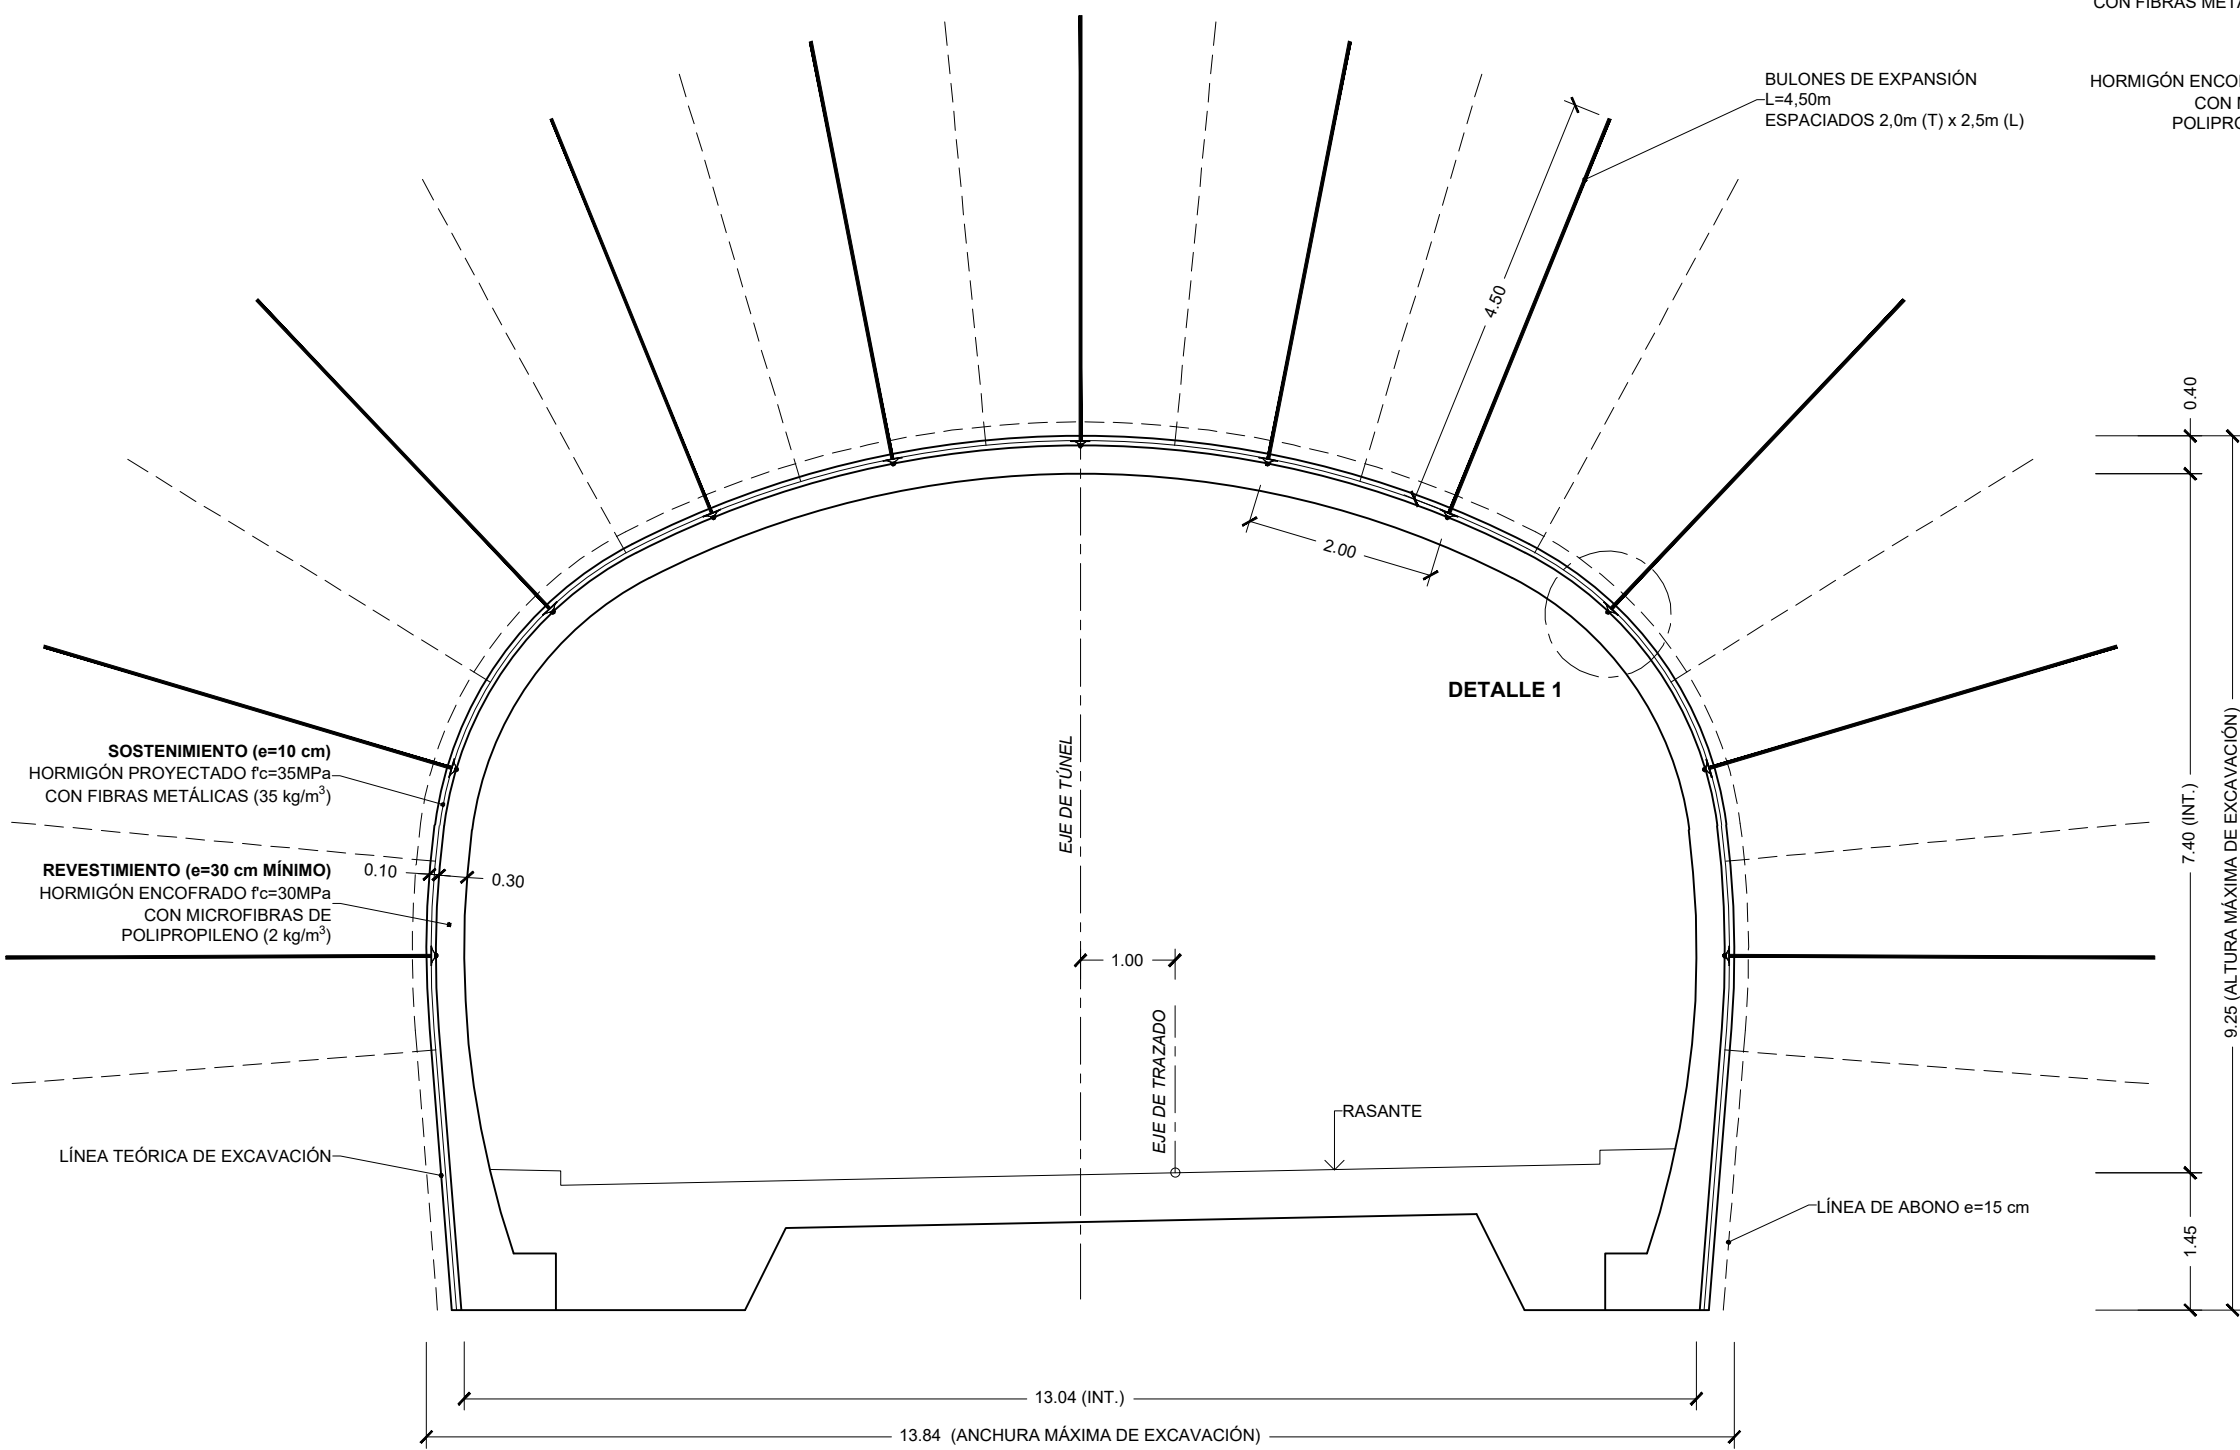 CON FIBRAS META
BULONES DE EXPANSIÓN
L=4,50m
ESPACIADOS 2,0m (T) x 2,5m (L)
HORMIGÓN ENCO
CON
POLIPRO
4.50
0.40
2.00
DETALLE 1
EJE DE TÚNEL
SOSTENIMIENTO (e=10 cm)
HORMIGÓN PROYECTADO f'c=35MPa
CON FIBRAS METÁLICAS (35 kg/m³)
REVESTIMIENTO (e=30 cm MÍNIMO)
HORMIGÓN ENCOFRADO f'c=30MPa
CON MICROFIBRAS DE
POLIPROPILENO (2 kg/m³)
0.10
0.30
7.40 (INT.)
9.25 (ALTURA MÁXIMA DE EXCAVACIÓN)
1.00
EJE DE TRAZADO
RASANTE
LÍNEA TEÓRICA DE EXCAVACIÓN
LÍNEA DE ABONO e=15 cm
1.45
13.04 (INT.)
13.84 (ANCHURA MÁXIMA DE EXCAVACIÓN)